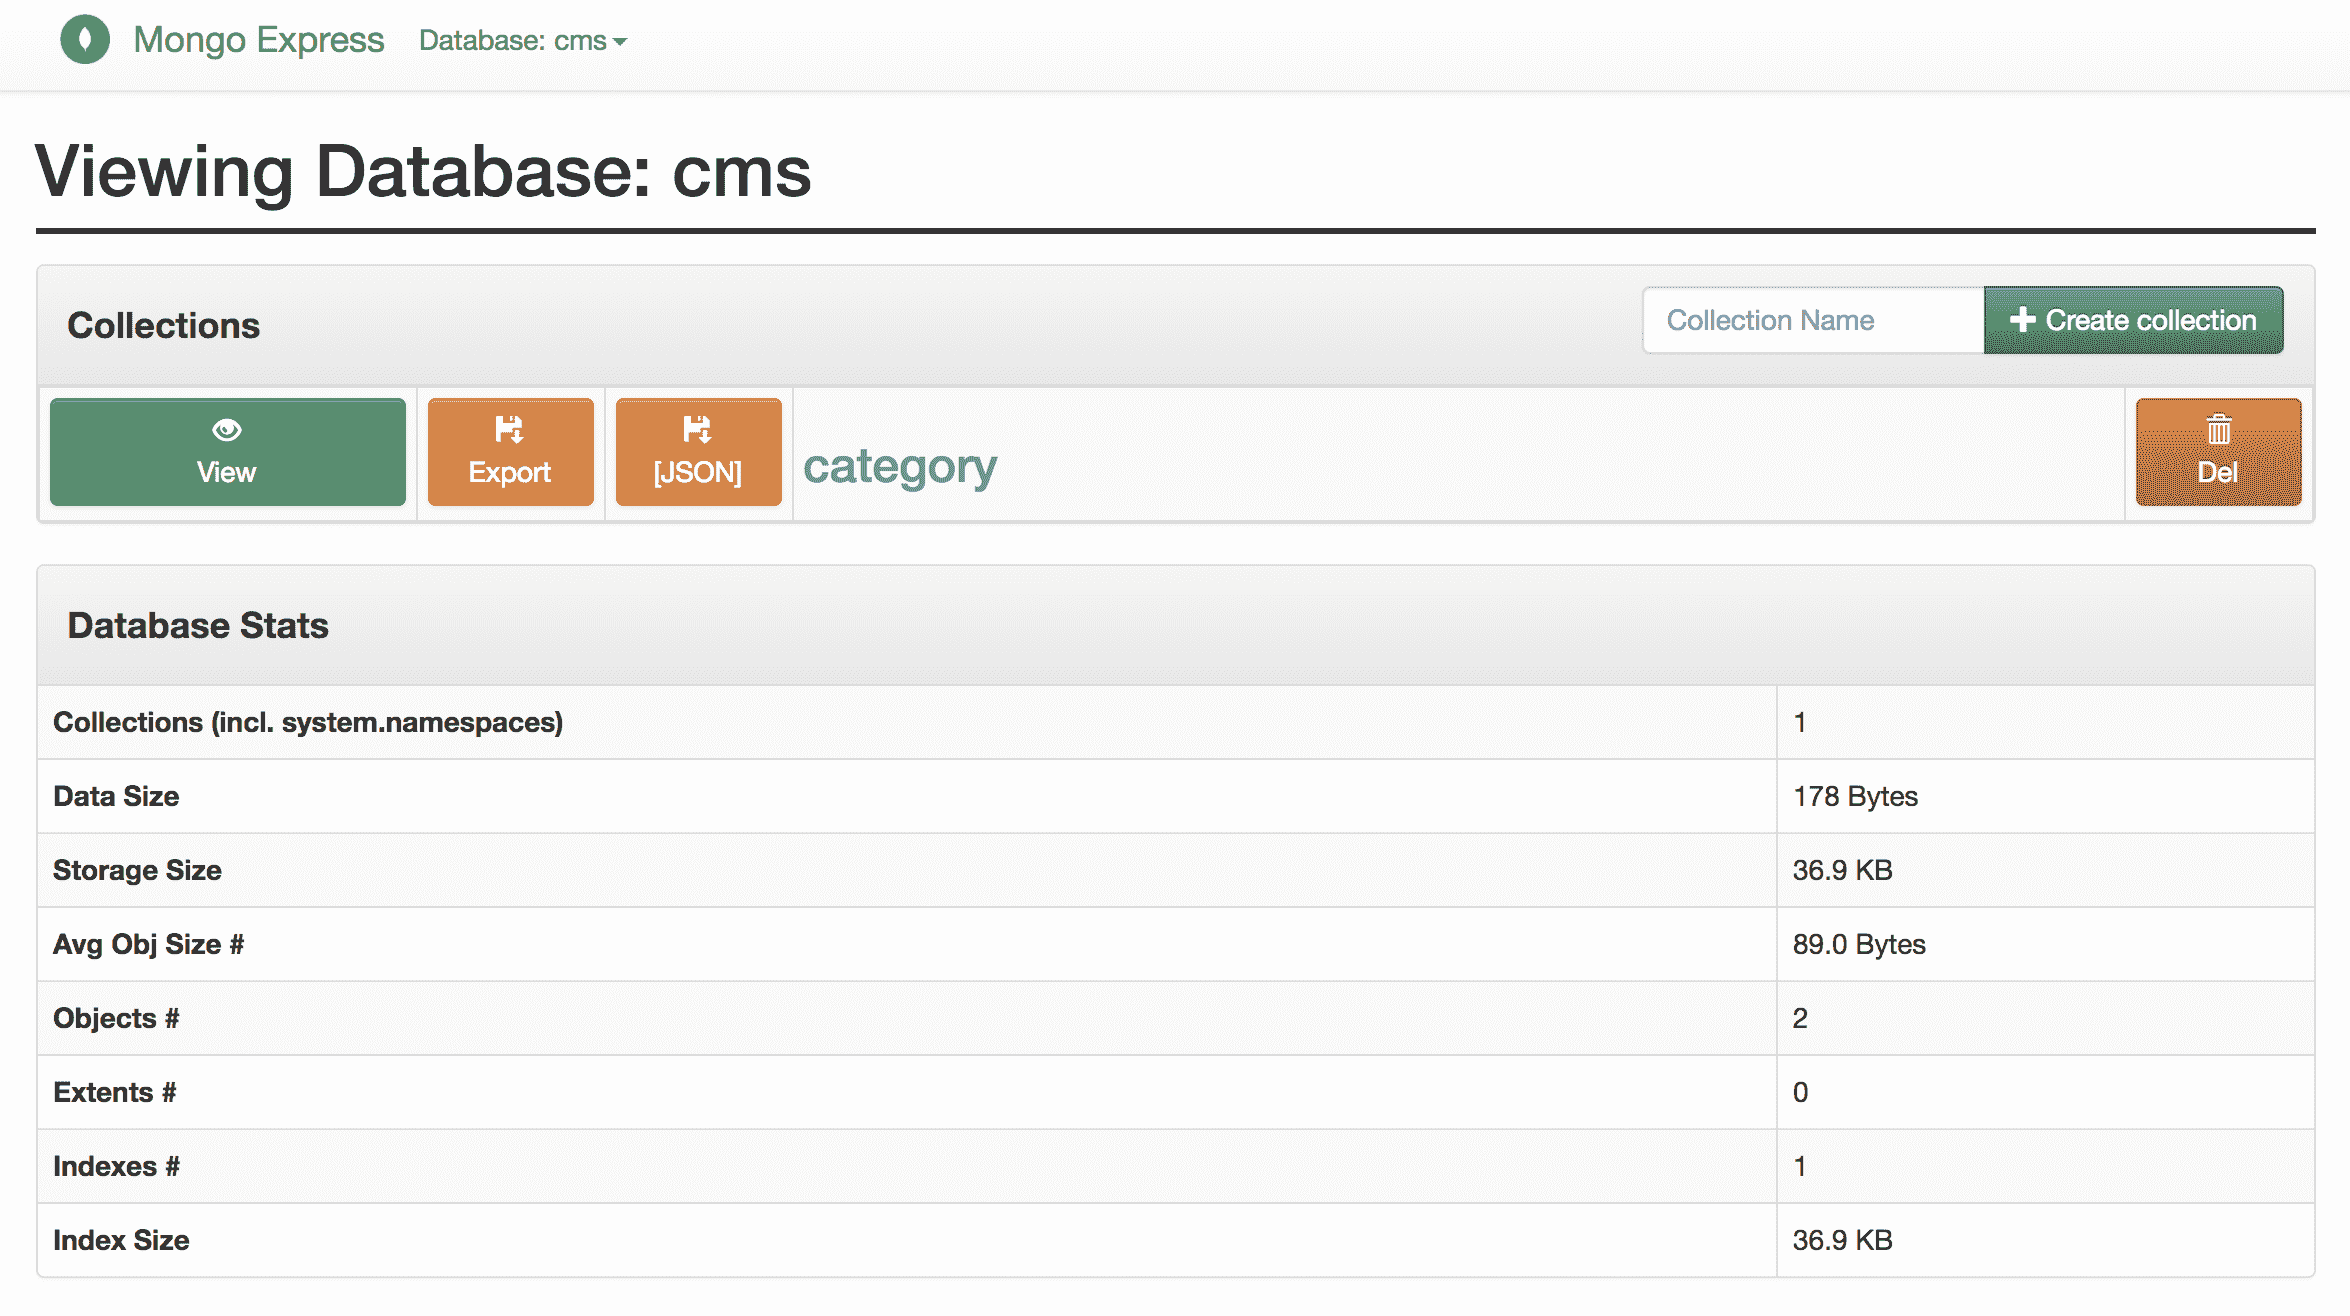 Mongo Express Database: cms
Viewing Database: cms
Collections
Collection Name
Create collection
View
Export
[JSON]
category
Del
Database Stats
Collections (incl. system.namespaces) 1
Data Size 178 Bytes
Storage Size 36.9 KB
Avg Obj Size # 89.0 Bytes
Objects # 2
Extents # 0
Indexes # 1
Index Size 36.9 KB